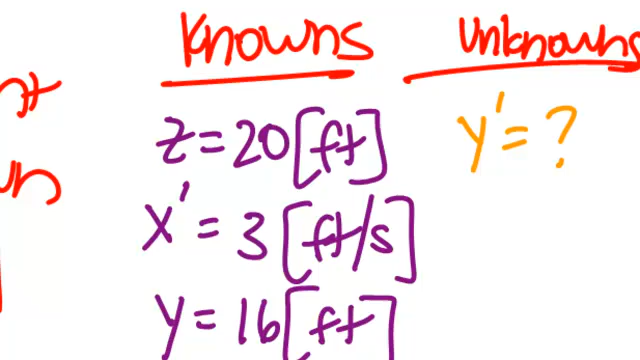 Knowns Unknowns
z = 20 [ft] y' = ?
x' = 3 [ft/s]
y = 16 [ft]